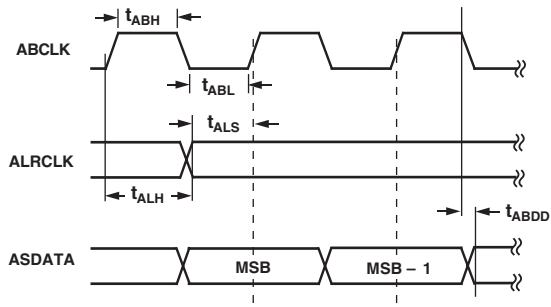 tABH
ABCLK
tABL
tALS
ALRCLK
tALH
tABDD
ASDATA
MSB
MSB – 1